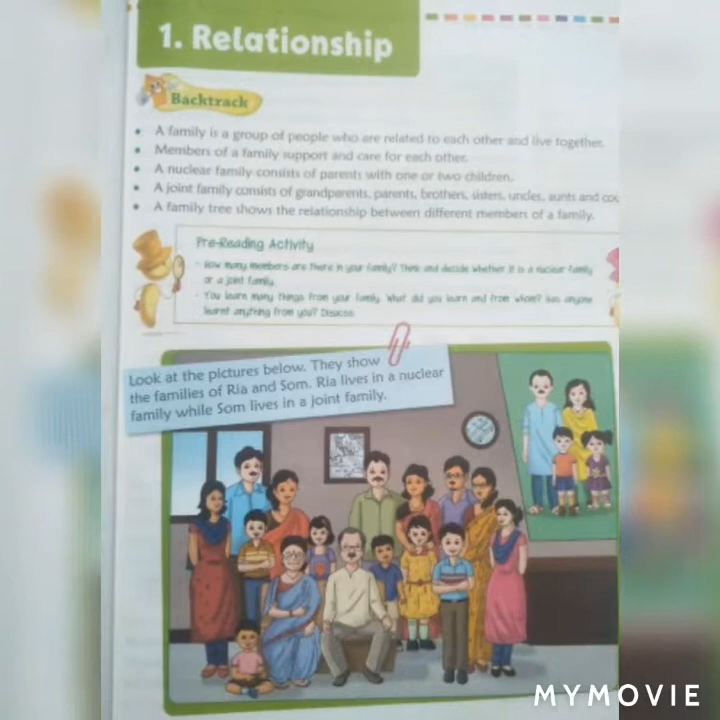 1. Relationship
Backtrack
• A family is a group of people who are related to each other and live together.
• Members of a family support and care for each other.
• A nuclear family consists of parents with one or two children.
• A joint family consists of grandparents, parents, brothers, sisters, uncles, aunts and cou
• A family tree shows the relationship between different members of a family.
Pre-Reading Activity
• How many members are there in your family? Think and decide whether it is a nuclear family
or a joint family.
• You learn many things from your family. What did you learn and from whom? Has anyone
learnt anything from you? Discuss.
Look at the pictures below. They show
the families of Ria and Som. Ria lives in a nuclear
family while Som lives in a joint family.
MYMOVIE